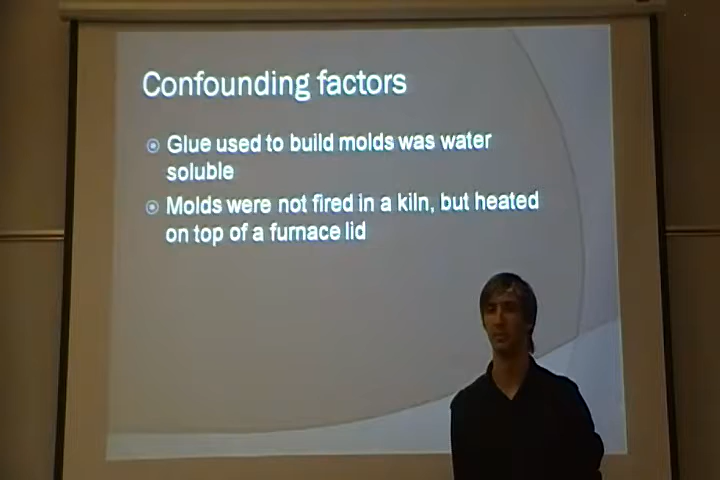 Confounding factors
Glue used to build molds was water
soluble
Molds were not fired in a kiln, but heated
on top of a furnace lid